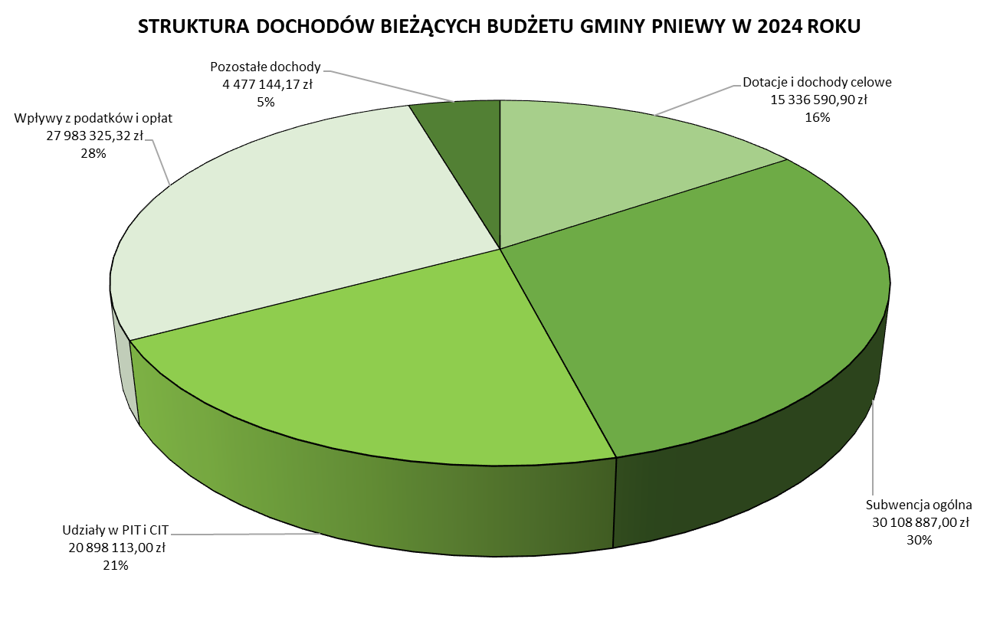 STRUKTURA DOCHODÓW BIEŻĄCYCH BUDŻETU GMINY PNIEWY W 2024 ROKU
Pozostałe dochody
4 477 144,17 zł
5%
Dotacje i dochody celowe
15 336 590,90 zł
16%
Wpływy z podatków i opłat
27 983 325,32 zł
28%
Subwencja ogólna
30 108 887,00 zł
30%
Udziały w PIT i CIT
20 898 113,00 zł
21%